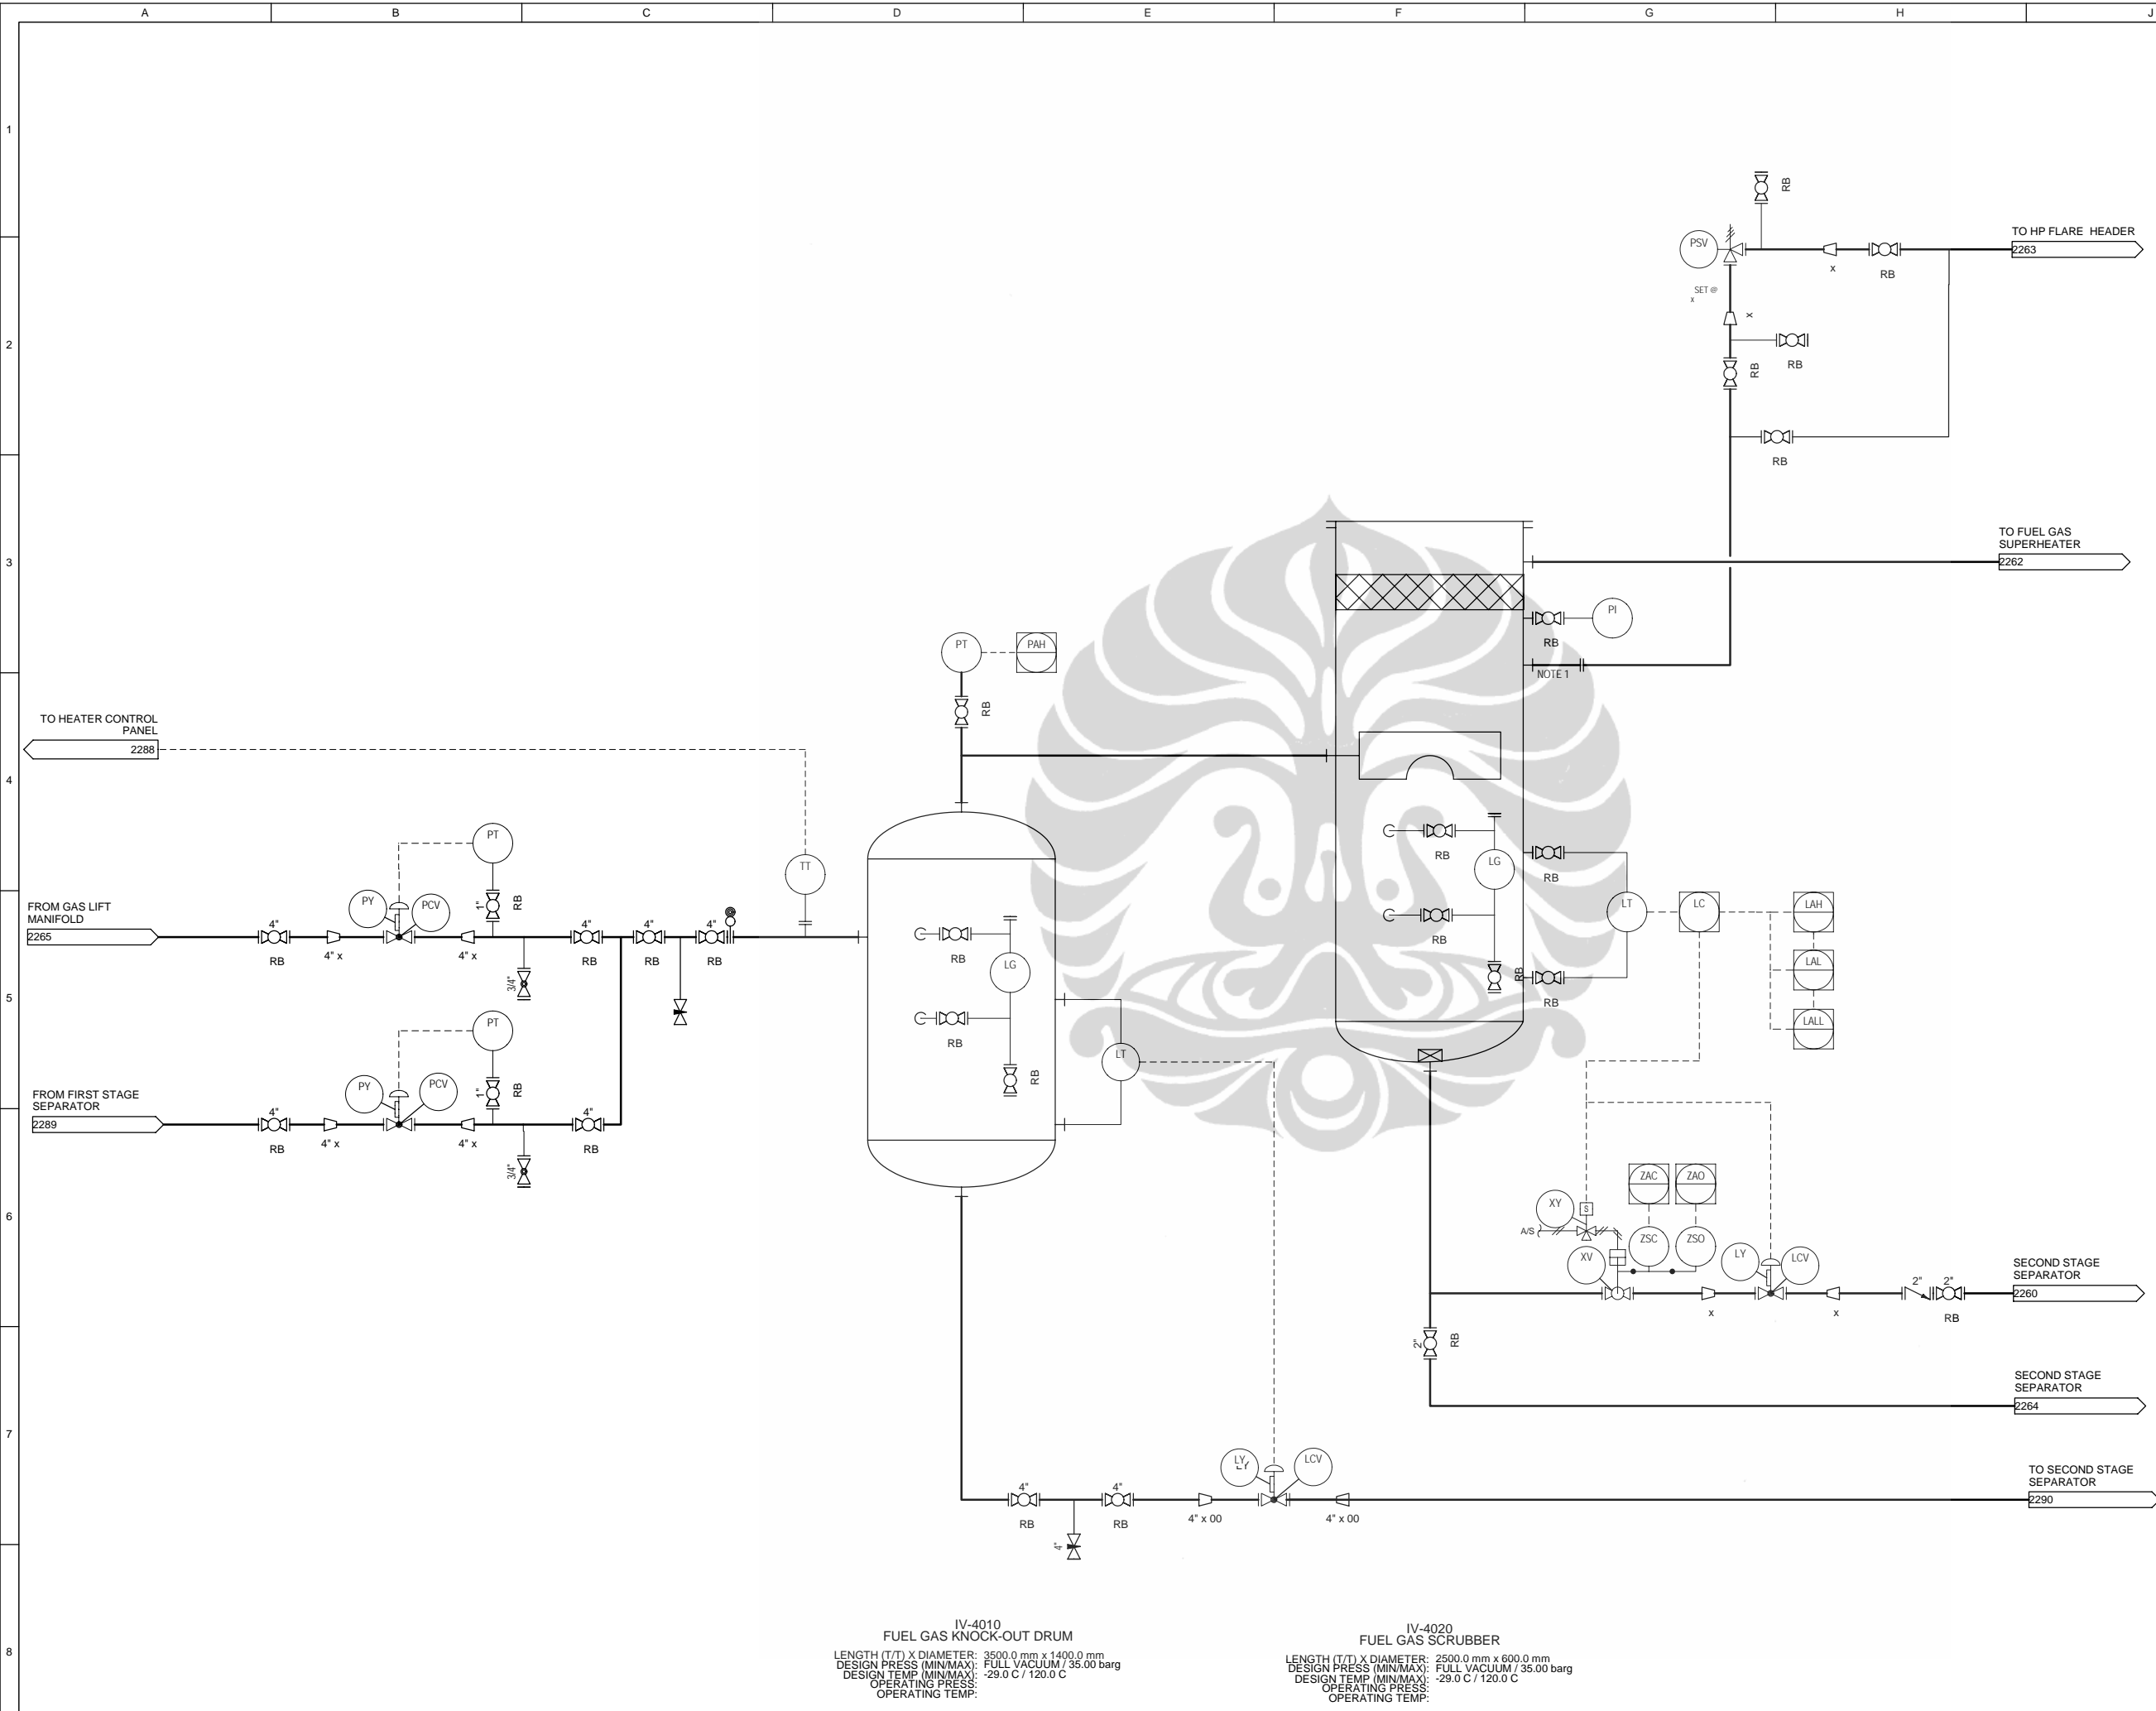 A B C D E F G H J
1
RB
TO HP FLARE HEADER
PSV
2263
x
RB
SET @
x
x
2
RB
RB
RB
TO FUEL GAS
SUPERHEATER
3
2262
PI
RB
PT PAH
NOTE 1
RB
TO HEATER CONTROL
PANEL
2288
4
PT
RB
LG
TT
RB
PY PCV
1"
RB
LT LC LAH
FROM GAS LIFT
MANIFOLD
4" 4" 4" 4"
2265
RB 4" x 4" x RB RB RB
RB
RB
LG
LAL
3/4"
RB
RB
5
PT
RB
LALL
LT
PY PCV
1"
RB
RB
FROM FIRST STAGE
SEPARATOR
4" 4"
2289
RB 4" x 4" x RB
3/4"
ZAC ZAO
6
XY
S
A/S
ZSC ZSO
XV
LY LCV
SECOND STAGE
SEPARATOR
2" 2"
2260
x x RB
2"
RB
SECOND STAGE
SEPARATOR
2264
7
LY
LY
LCV
TO SECOND STAGE
SEPARATOR
4" 4"
2290
RB RB 4" x 00 4" x 00
4"
8
IV-4010
FUEL GAS KNOCK-OUT DRUM
LENGTH (T/T) X DIAMETER: 3500.0 mm x 1400.0 mm
DESIGN PRESS (MIN/MAX): FULL VACUUM / 35.00 barg
DESIGN TEMP (MIN/MAX): -29.0 C / 120.0 C
OPERATING PRESS:
OPERATING TEMP:
IV-4020
FUEL GAS SCRUBBER
LENGTH (T/T) X DIAMETER: 2500.0 mm x 600.0 mm
DESIGN PRESS (MIN/MAX): FULL VACUUM / 35.00 barg
DESIGN TEMP (MIN/MAX): -29.0 C / 120.0 C
OPERATING PRESS:
OPERATING TEMP: